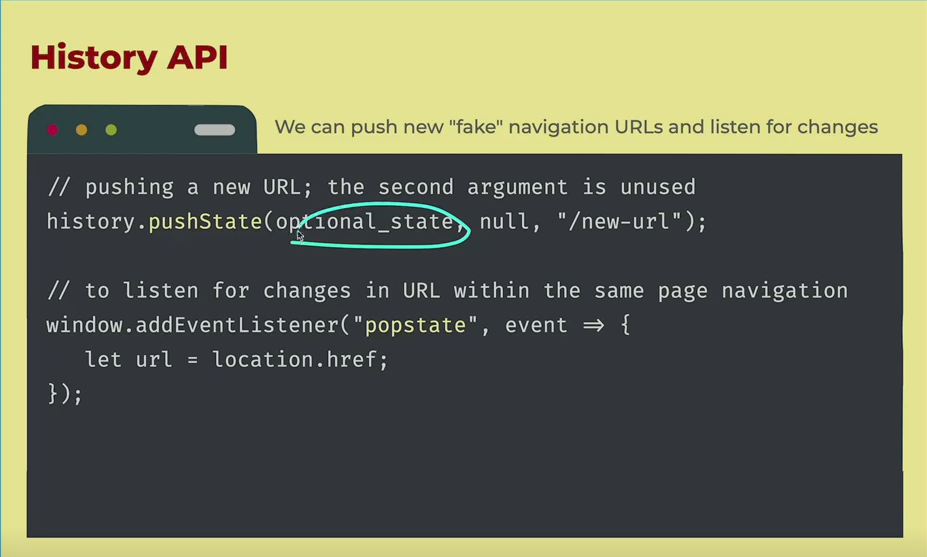 History API
We can push new "fake" navigation URLs and listen for changes
// pushing a new URL; the second argument is unused
history.pushState(optional_state, null, "/new-url");
// to listen for changes in URL within the same page navigation
window.addEventListener("popstate", event => {
   let url = location.href;
});